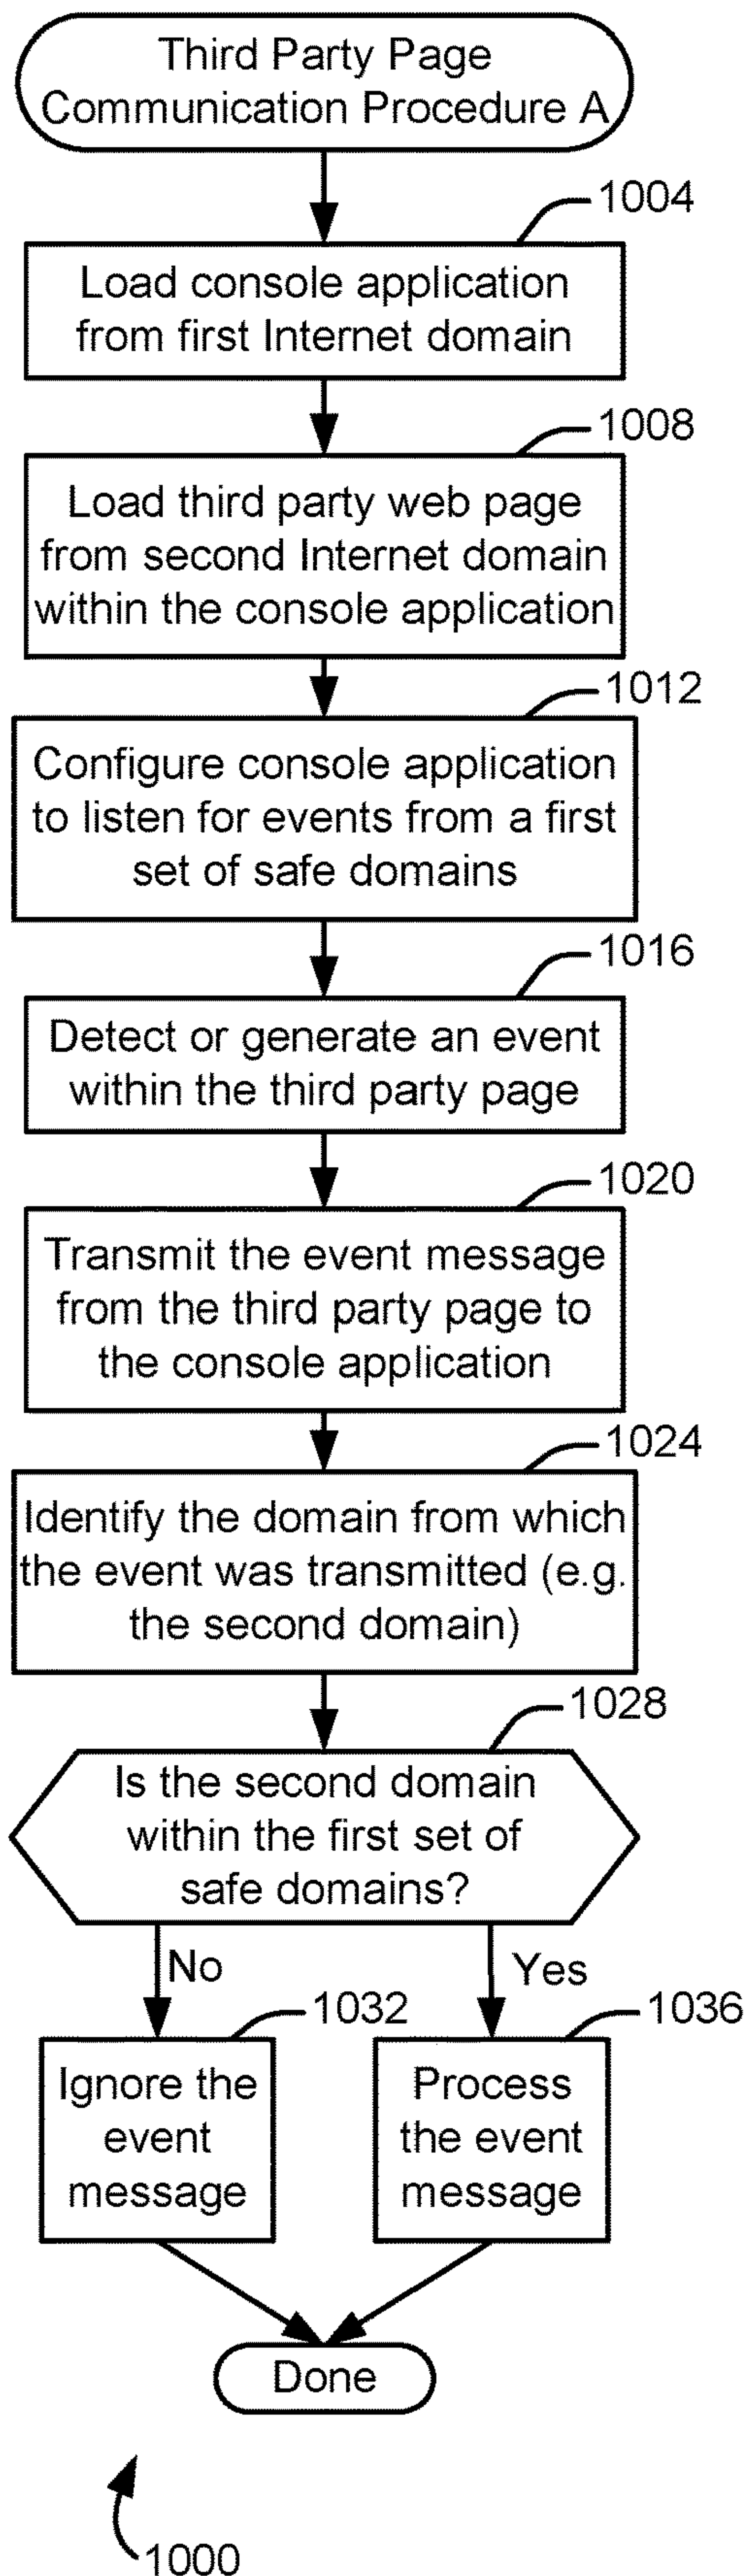 Third Party Page
Communication Procedure A
1004
Load console application
from first Internet domain
1008
Load third party web page
from second Internet domain
within the console application
1012
Configure console application
to listen for events from a first
set of safe domains
1016
Detect or generate an event
within the third party page
1020
Transmit the event message
from the third party page to
the console application
1024
Identify the domain from which
the event was transmitted (e.g.
the second domain)
1028
Is the second domain
within the first set of
safe domains?
No
Yes
1032
1036
Ignore the
event
message
Process
the event
message
Done
1000